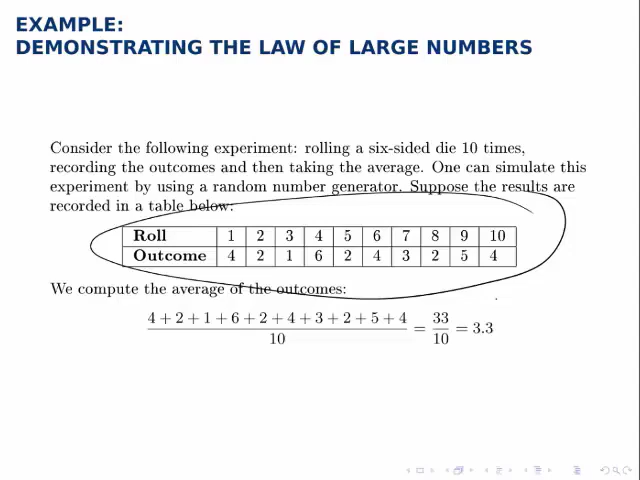 EXAMPLE:
DEMONSTRATING THE LAW OF LARGE NUMBERS
Consider the following experiment: rolling a six-sided die 10 times,
recording the outcomes and then taking the average. One can simulate this
experiment by using a random number generator. Suppose the results are
recorded in a table below:
Roll 1 2 3 4 5 6 7 8 9 10
Outcome 4 2 1 6 2 4 3 2 5 4
We compute the average of the outcomes:
4 + 2 + 1 + 6 + 2 + 4 + 3 + 2 + 5 + 4
10
= 33
10
= 3.3